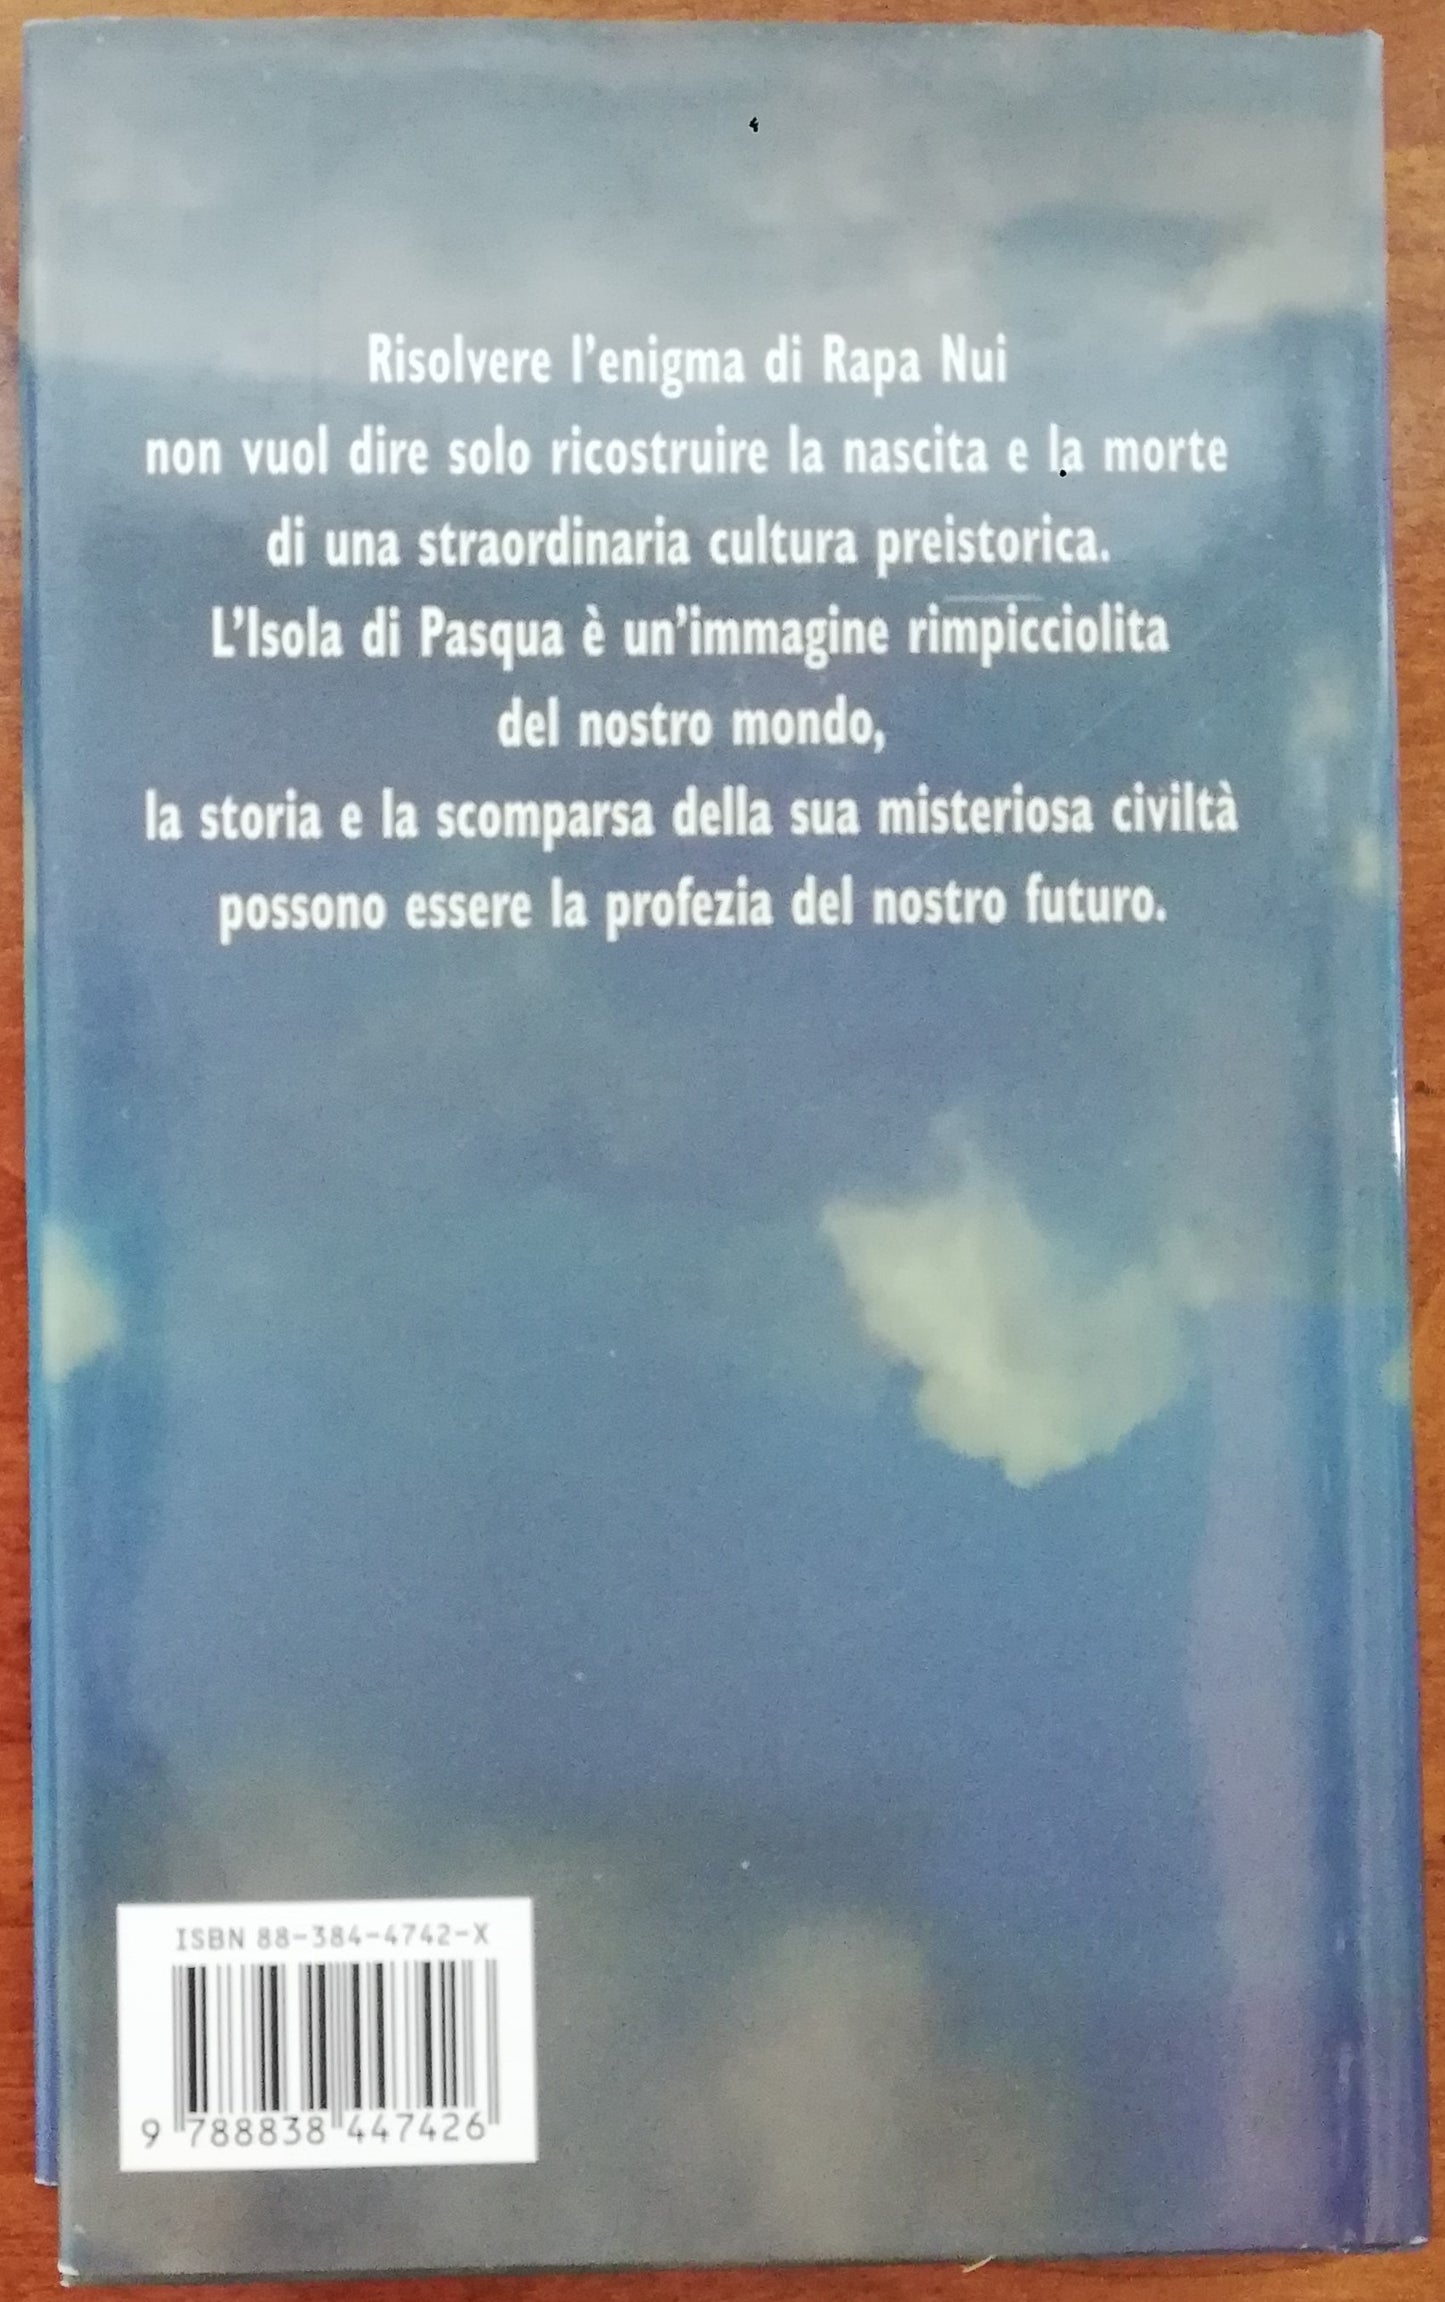 Risolvere l'enigma di Rapa Nui
non vuol dire solo ricostruire la nascita e la morte
di una straordinaria cultura preistorica.
L'Isola di Pasqua è un'immagine rimpicciolita
del nostro mondo,
la storia e la scomparsa della sua misteriosa civiltà
possono essere la profezia del nostro futuro.
ISBN 88-384-4742-X
9 788838 447426